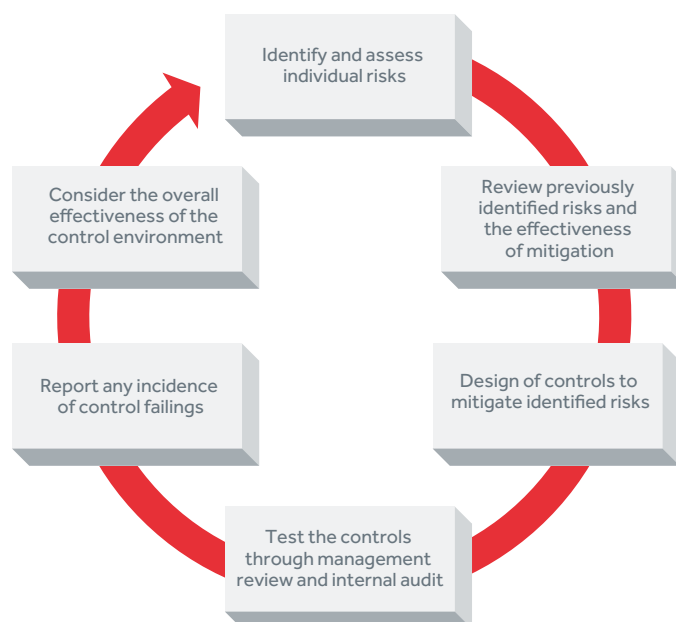 Identify and assess
individual risks
Review previously
identified risks and
the effectiveness
of mitigation
Design of controls to
mitigate identified risks
Test the controls
through management
review and internal audit
Report any incidence
of control failings
Consider the overall
effectiveness of the
control environment